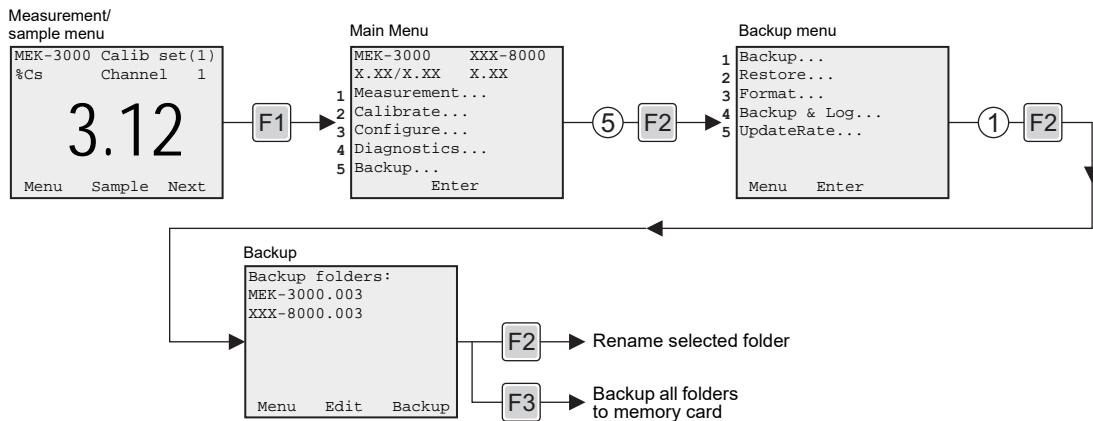 Measurement/
sample menu
MEK-3000 Calib set(1)
%Cs Channel 1
3.12
Menu Sample Next
F1
Main Menu
MEK-3000 XXX-8000
X.XX/X.XX X.XX
1 Measurement...
2 Calibrate...
3 Configure...
4 Diagnostics...
5 Backup...
Enter
5 F2
Backup menu
1 Backup...
2 Restore...
3 Format...
4 Backup & Log...
5 UpdateRate...
Menu Enter
1 F2
Backup
Backup folders:
MEK-3000.003
XXX-8000.003
Menu Edit Backup
F2 Rename selected folder
F3 Backup all folders
to memory card